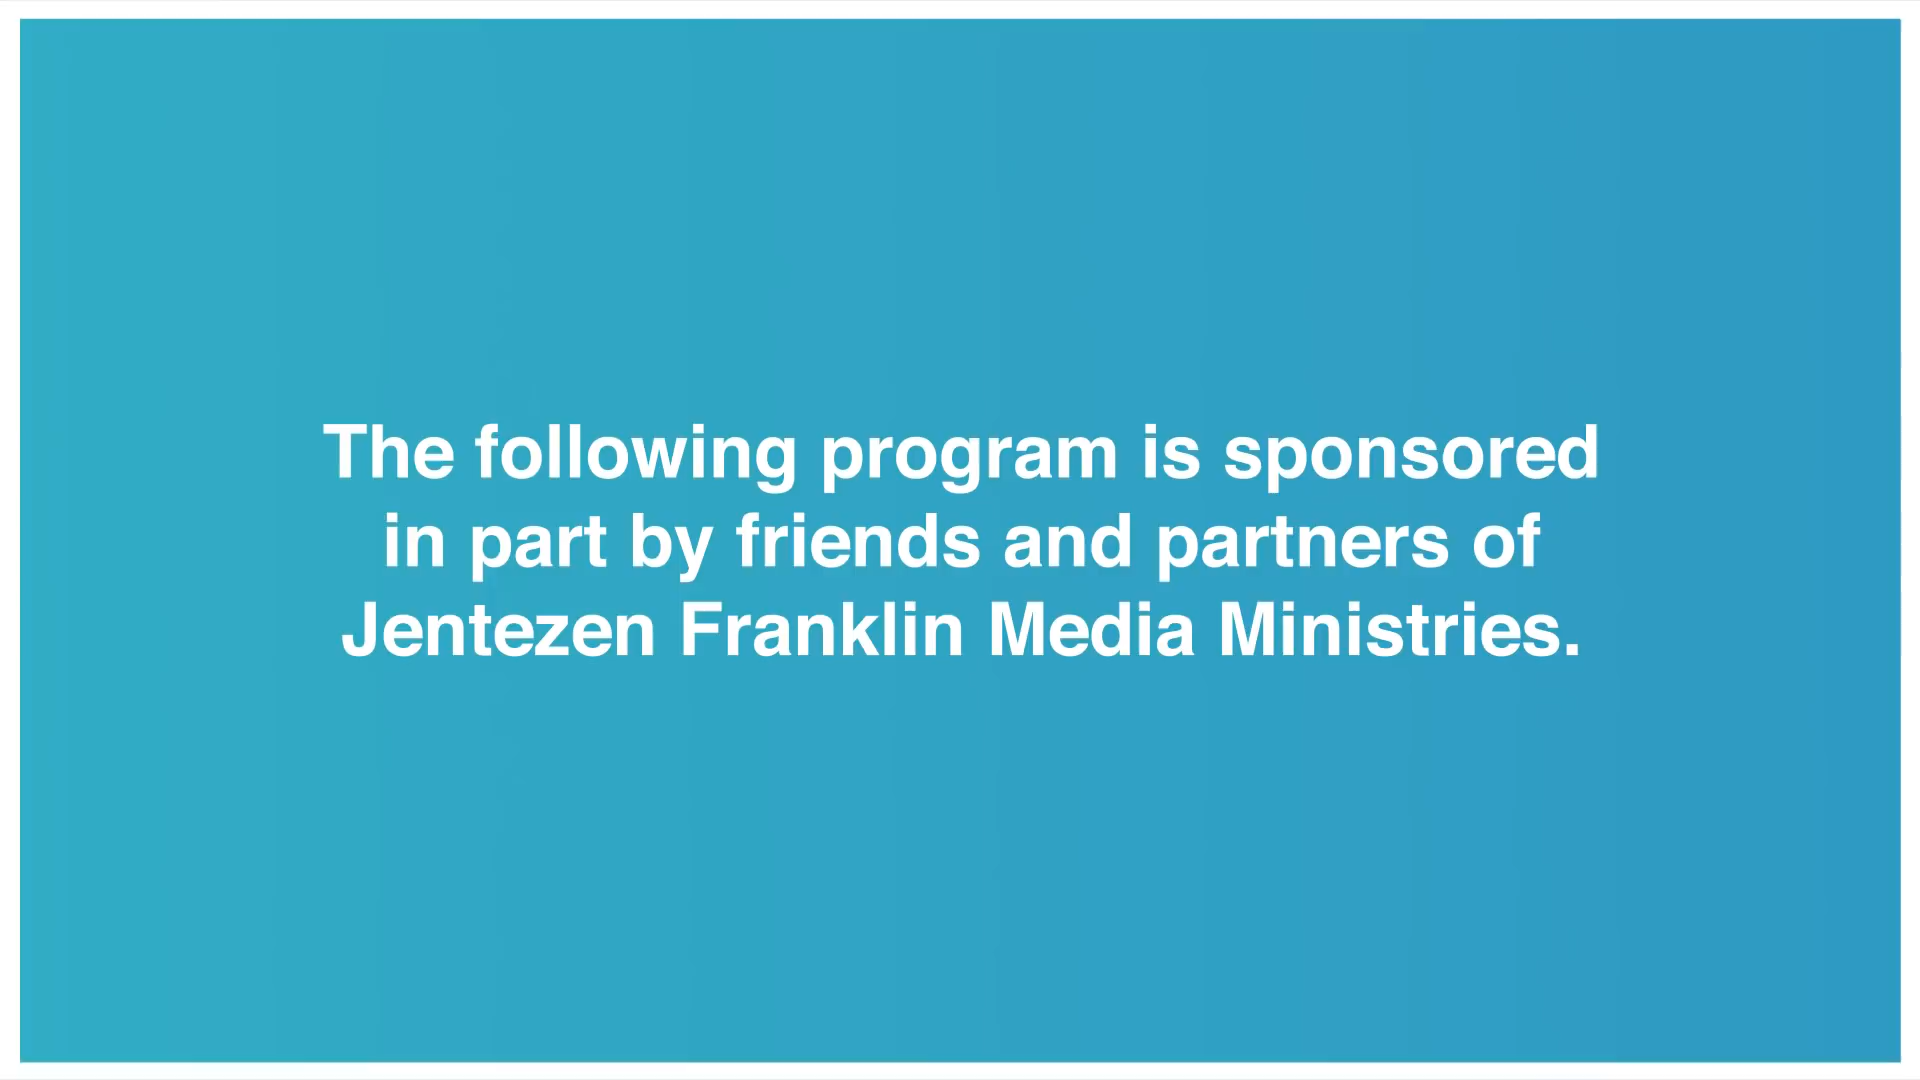 The following program is sponsored
in part by friends and partners of
Jentezen Franklin Media Ministries.